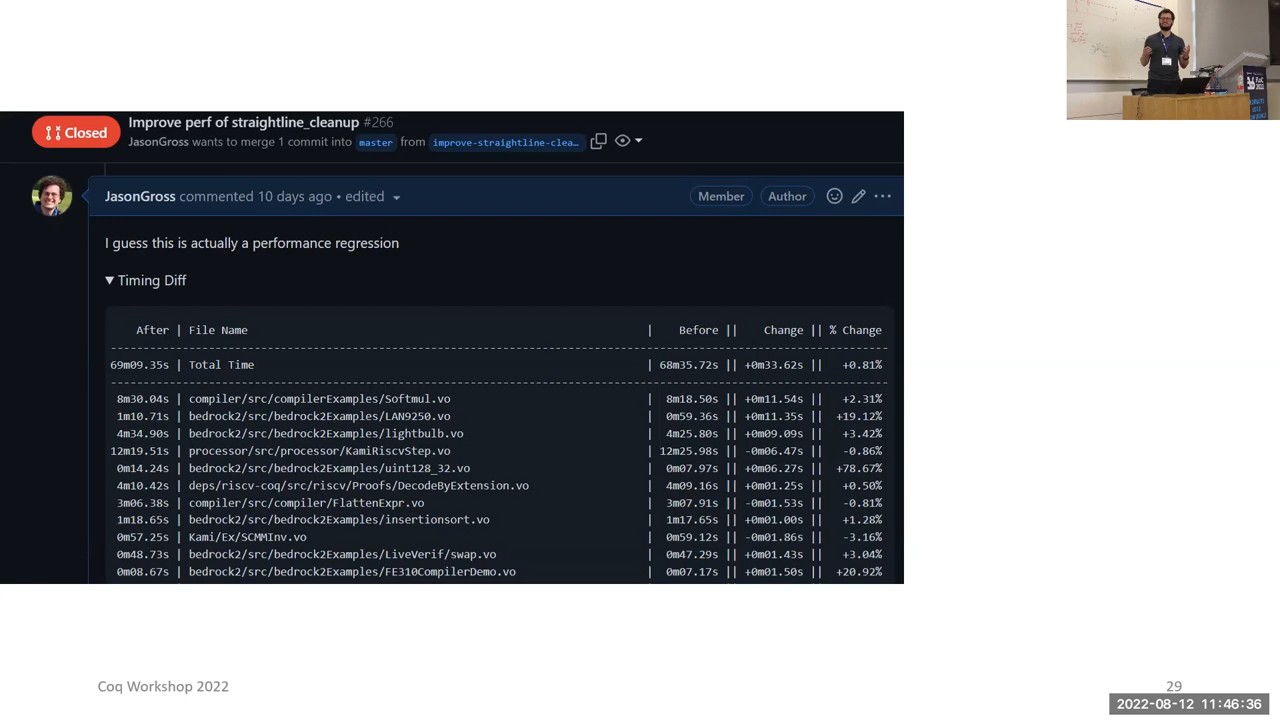 Closed
Improve perf of straightline_cleanup #266
JasonGross wants to merge 1 commit into master from improve-straightline-clea…
JasonGross commented 10 days ago • edited
Member Author
I guess this is actually a performance regression
▼ Timing Diff
After | File Name | Before || Change || % Change
69m09.35s | Total Time | 68m35.72s || +0m33.62s || +0.81%
8m30.04s | compiler/src/compilerExamples/Softmul.vo | 8m18.50s || +0m11.54s || +2.31%
1m10.71s | bedrock2/src/bedrock2Examples/LAN9250.vo | 0m59.36s || +0m11.35s || +19.12%
4m34.90s | bedrock2/src/bedrock2Examples/lightbulb.vo | 4m25.80s || +0m09.09s || +3.42%
12m19.51s | processor/src/processor/KamiRiscvStep.vo | 12m25.98s || -0m06.47s || -0.86%
0m14.24s | bedrock2/src/bedrock2Examples/uint128_32.vo | 0m07.97s || +0m06.27s || +78.67%
4m10.42s | deps/riscv-coq/src/riscv/Proofs/DecodeByExtension.vo | 4m09.16s || +0m01.25s || +0.50%
3m06.38s | compiler/src/compiler/FlattenExpr.vo | 3m07.91s || -0m01.53s || -0.81%
1m18.65s | bedrock2/src/bedrock2Examples/insertionsort.vo | 1m17.65s || +0m01.00s || +1.28%
0m57.25s | Kami/Ex/SCMMInv.vo | 0m59.12s || -0m01.86s || -3.16%
0m48.73s | bedrock2/src/bedrock2Examples/LiveVerif/swap.vo | 0m47.29s || +0m01.43s || +3.04%
0m08.67s | bedrock2/src/bedrock2Examples/FE310CompilerDemo.vo | 0m07.17s || +0m01.50s || +20.92%
Coq Workshop 2022
29
2022-08-12 11:46:36